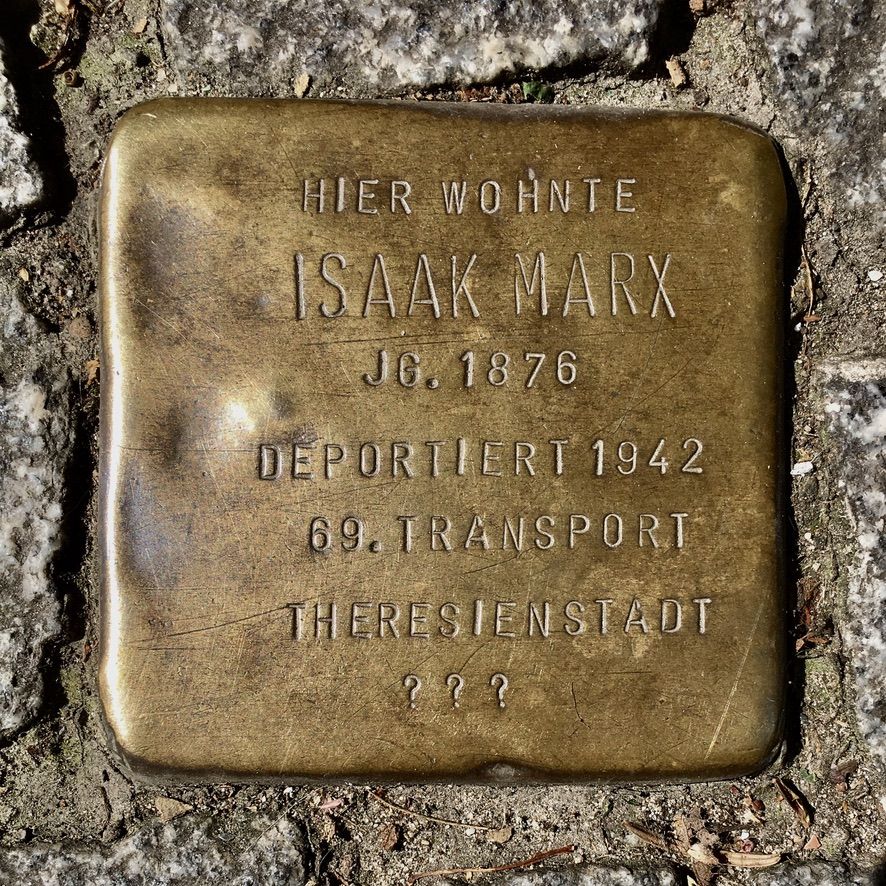 HIER WOHNTE
ISAAK MARX
JG. 1876
DEPORTIERT 1942
69. TRANSPORT
THERESIENSTADT
? ? ?